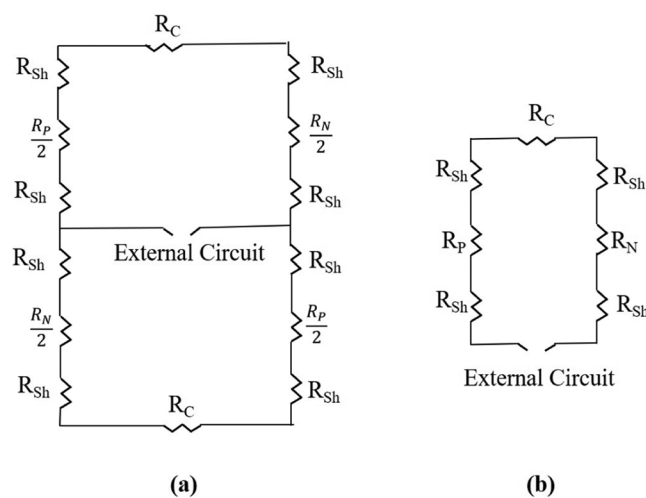 R_C
R_Sh R_Sh
R_P/2 R_N/2
R_Sh R_Sh
External Circuit
R_Sh R_Sh
R_N/2 R_P/2
R_Sh R_Sh
R_C
(a)
R_C
R_Sh R_Sh
R_P R_N
R_Sh R_Sh
External Circuit
(b)